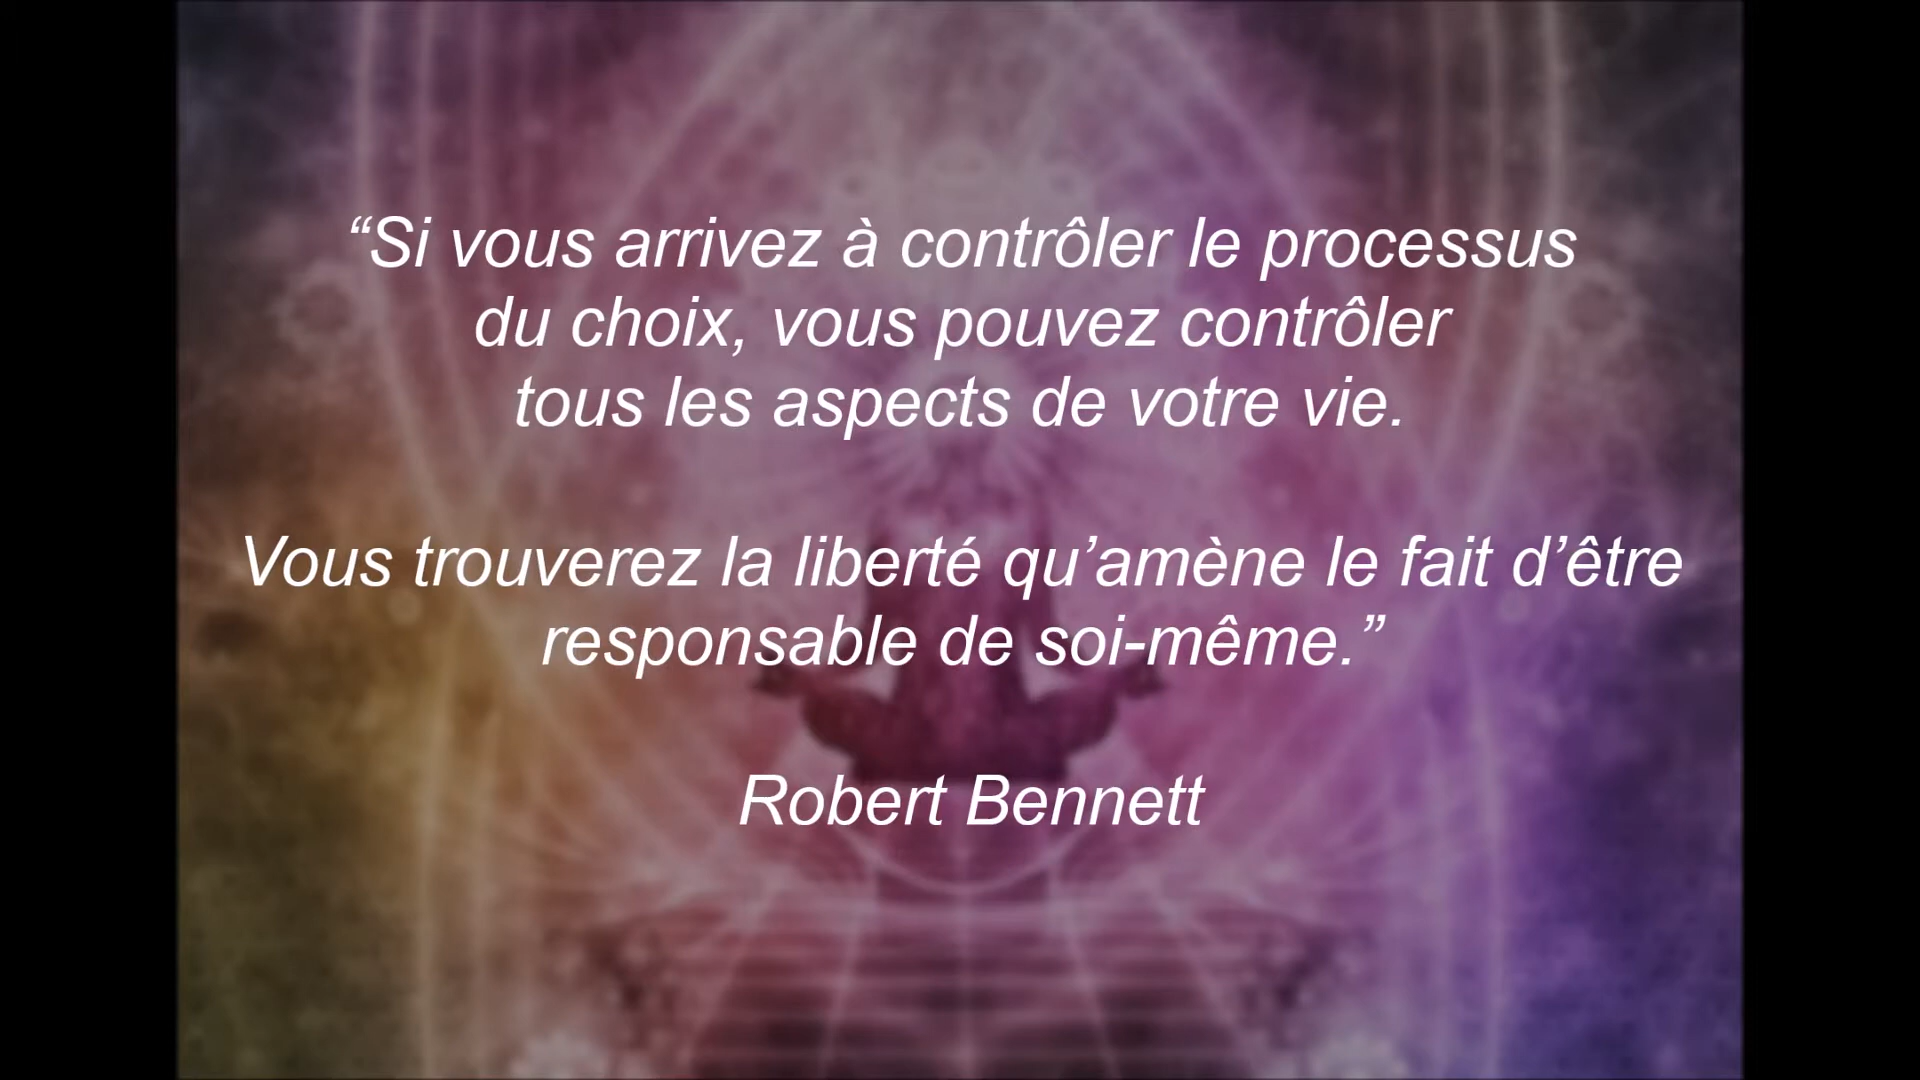 “Si vous arrivez à contrôler le processus
du choix, vous pouvez contrôler
tous les aspects de votre vie.
Vous trouverez la liberté qu’amène le fait d’être
responsable de soi-même.”
Robert Bennett